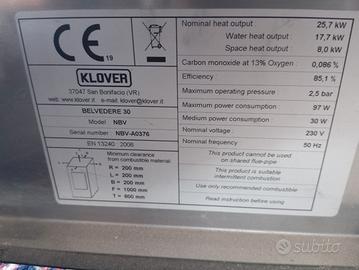 CE
19
KLOVER
37047 San Bonifacio (VR)
www.klover.it e-mail: klover@klover.it
BELVEDERE 30
Model : NBV
Serial number : NBV-A0376
EN 13240 : 2006
Minimum clearance
from combustible material:
R = 200 mm
L = 200 mm
B = 200 mm
F = 1000 mm
T = 800 mm
Nominal heat output 25,7 kW
Water heat output : 17,7 kW
Space heat output : 8,0 kW
Carbon monoxide at 13% Oxygen : 0,086 %
Efficiency : 85,1 %
Maximum operating pressure : 2,5 bar
Maximum power consumption : 97 W
Medium power consumption : 30 W
Nominal voltage : 230 V
Nominal frequency : 50 Hz
This product cannot be used on
shared flue-pipe
This product is suitable
intermittent combustion
Use only recommended combustible
Read instruction before using
subito